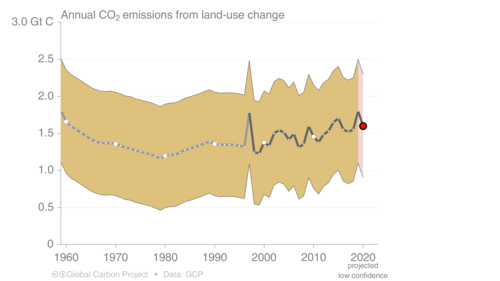 Annual CO₂ emissions from land-use change
3.0 Gt C
2.5
2.0
1.5
1.0
0.5
0
1960 1970 1980 1990 2000 2010 2020
projected
low confidence
Global Carbon Project • Data: GCP